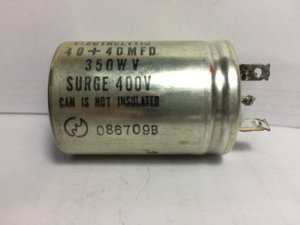 ELECTROLYTIC
40+40MFD
350WV
SURGE 400V
CAN IS NOT INSULATED
086709B